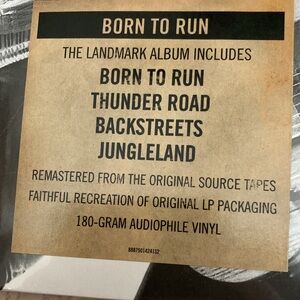 BORN TO RUN
THE LANDMARK ALBUM INCLUDES
BORN TO RUN
THUNDER ROAD
BACKSTREETS
JUNGLELAND
REMASTERED FROM THE ORIGINAL SOURCE TAPES
FAITHFUL RECREATION OF ORIGINAL LP PACKAGING
180-GRAM AUDIOPHILE VINYL